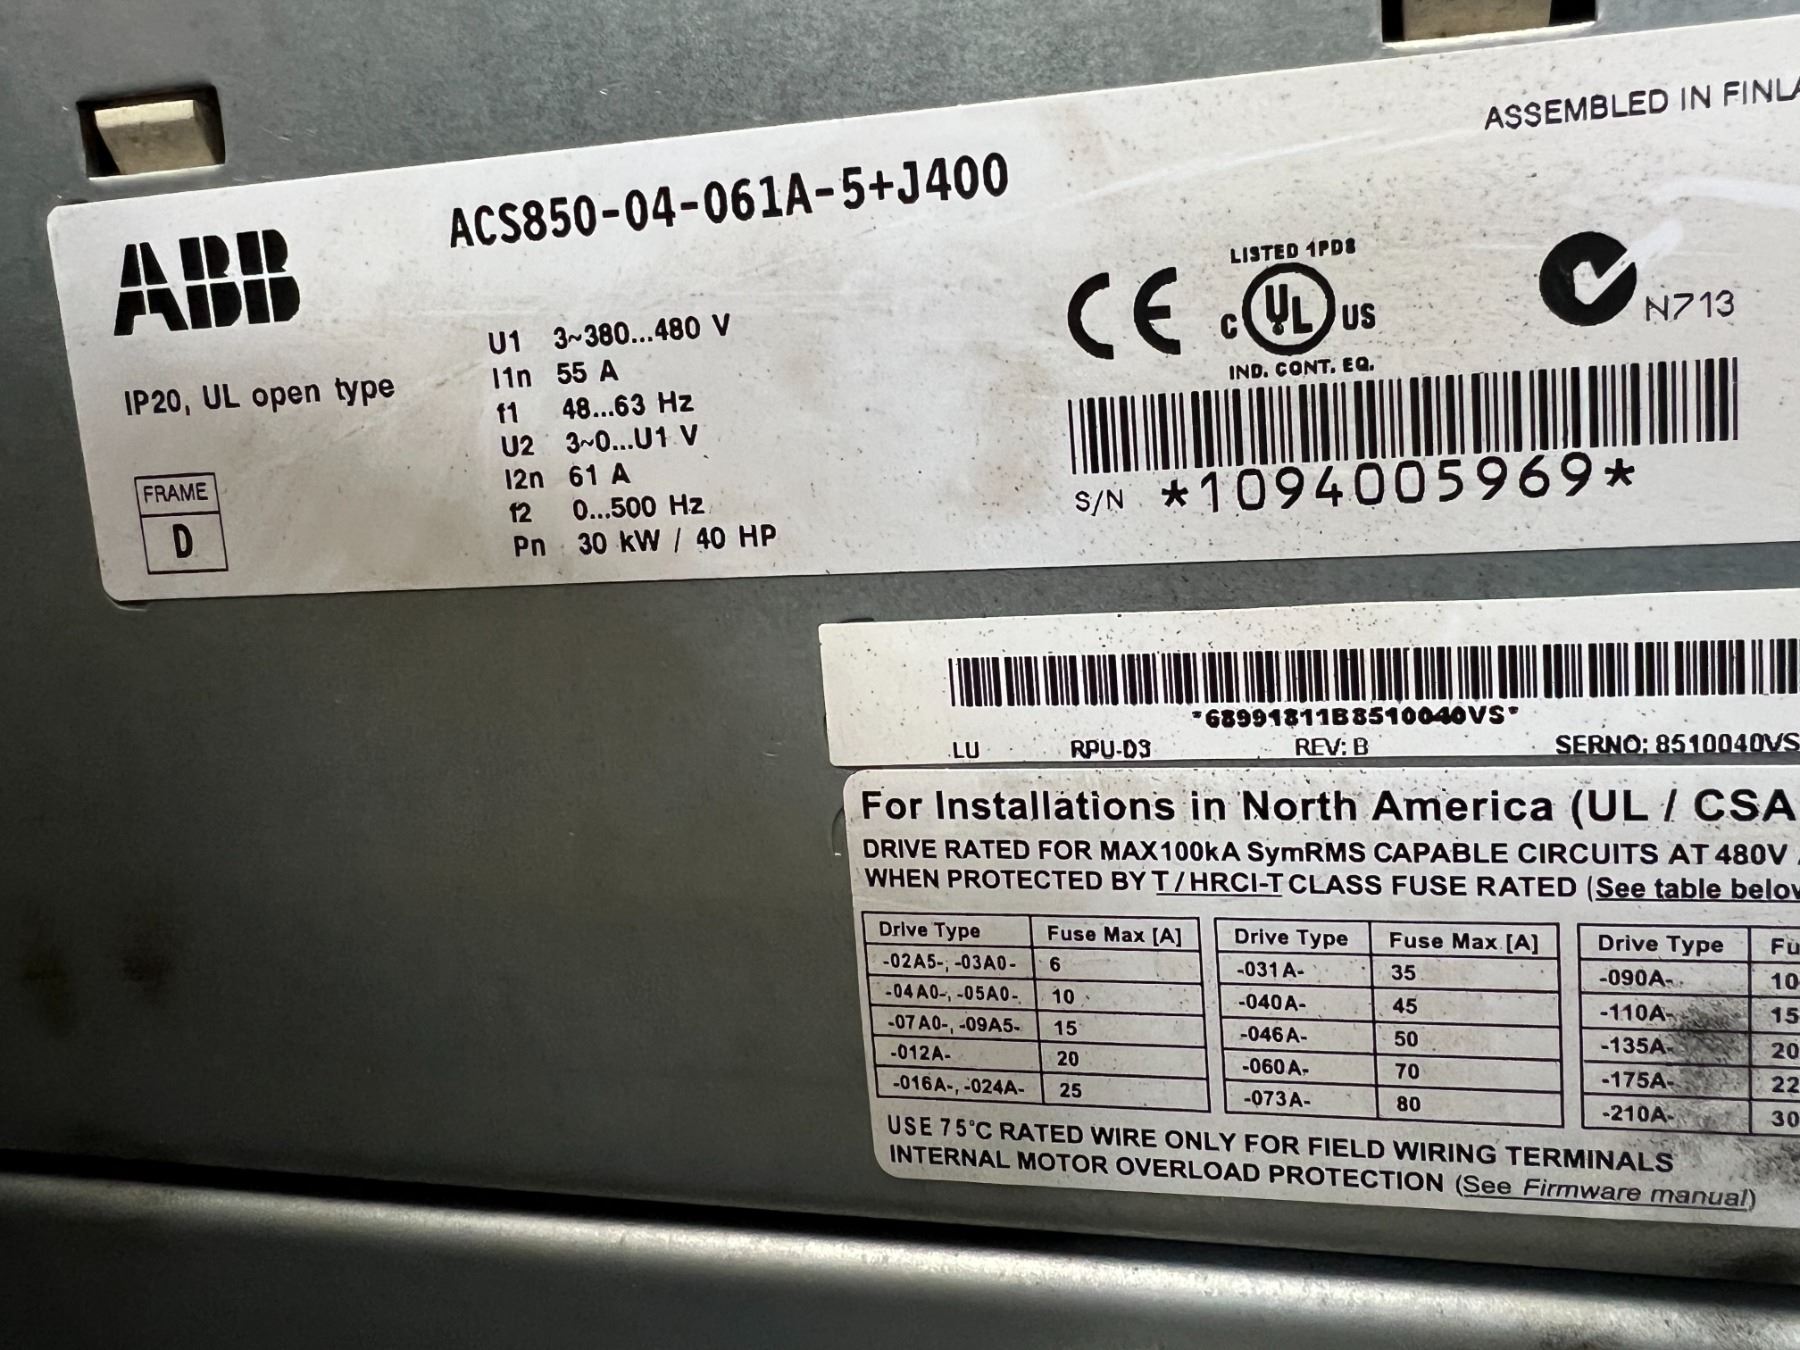 ASSEMBLED IN
ACS850-04-061A-5+J400
ABB
IP20, UL open type
FRAME
D
U1 3~380...480 V
I1n 55 A
f1 48...63 Hz
U2 3~0...U1 V
I2n 61 A
f2 0...500 Hz
Pn 30 kW / 40 HP
CE
LISTED 1PD8
C UL US
IND. CONT. EQ.
N713
S/N *1094005969*
*68991811B8510040VS*
LU RPU-D3 REV: B SERNO: 8510040VS
For Installations in North America (UL / CSA
DRIVE RATED FOR MAX 100kA SymRMS CAPABLE CIRCUITS AT 480V
WHEN PROTECTED BY T / HRCI-T CLASS FUSE RATED (See table below
Drive Type Fuse Max [A] Drive Type Fuse Max [A] Drive Type
-02A5-, -03A0- 6 -031A- 35 -090A-
-04A0-, -05A0- 10 -040A- 45 -110A-
-07A0-, -09A5- 15 -046A- 50 -135A-
-012A- 20 -060A- 70 -175A-
-016A-, -024A- 25 -073A- 80 -210A-
USE 75°C RATED WIRE ONLY FOR FIELD WIRING TERMINALS
INTERNAL MOTOR OVERLOAD PROTECTION (See Firmware manual)